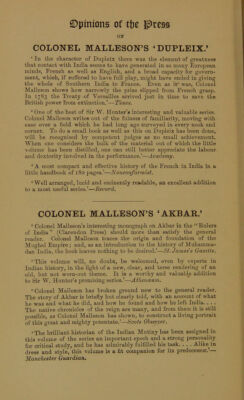 Opinions of the Press
ON
COLONEL MALLESON'S 'DUPLEIX.'
'In the character of Dupleix there was the element of greatness
that contact with India seems to have generated in so many European
minds, French as well as English, and a broad capacity for govern-
ment, which, if suffered to have full play, might have ended in giving
the whole of Southern India to France. Even as it was, Colonel
Malleson shows how narrowly the prize slipped from French grasp.
In 1783 the Treaty of Versailles arrived just in time to save the
British power from extinction.'—Times.
'One of the best of Sir W. Hunter's interesting and valuable series.
Colonel Malleson writes out of the fulness of familiarity, moving with
ease over a field which he had long ago surveyed in every nook and
corner. To do a small book as well as this on Dupleix has been done,
will be recognised by competent judges as no small achievement.
When one considers the bulk of the material out of which the little
volume has been distilled, one can still better appreciate the labour
and dexterity involved in the performance.'—Academy.
'A most compact and effective history of the French in India in a
little handbook of 180 pages.'—Nonconformist.
'Well arranged, lucid and eminently readable, an excellent addition
to a most useful series.'—Record.
COLONEL MALLESON'S 'AKBAR.'
'Colonel Malleson's interesting monograph on Akbar in the "Rulers
of India" (Clarendon Press) should more than satisfy the general
reader. Colonel Malleson traces the origin and foundation of the
Mughal Empire; and, as an introduction to the history of Muhamma-
dan India, the book leaves nothing to be desired.'—St. James's Gazette.
'This volume will, no doubt, be welcomed, even by experts in
Indian history, in the light of a new, clear, and terse rendering of an
old, but not worn-out theme. It is a worthy and valuable addition
to Sir W. Hunter's promising series.'—Athenæum.
'Colonel Malleson has broken ground new to the general reader.
The story of Akbar is briefly but clearly told, with an account of what
he was and what he did, and how he found and how he left India. . . .
The native chronicles of the reign are many, and from them it is still
possible, as Colonel Malleson has shown, to construct a living portrait
of this great and mighty potentate.'—Scots Observer.
'The brilliant historian of the Indian Mutiny has been assigned in
this volume of the series an important epoch and a strong personality
for critical study, and he has admirably fulfilled his task. . . . Alike in
dress and style, this volume is a fit companion for its predecessor.'—
Manchester Guardian.